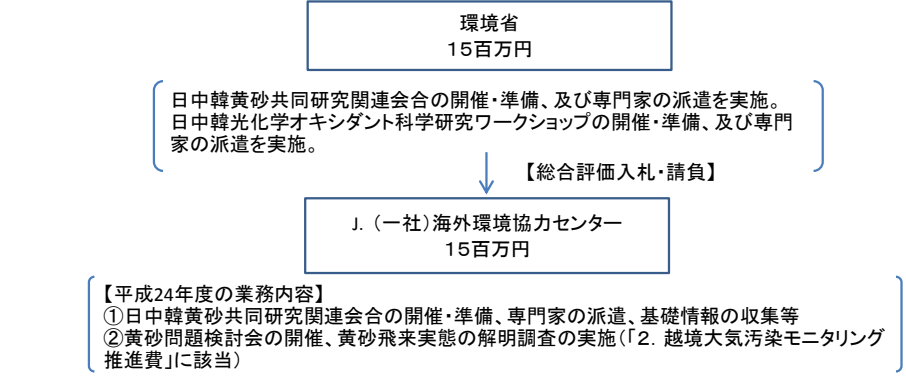 環境省
15百万円
日中韓黄砂共同研究関連会合の開催・準備、及び専門家の派遣を実施。
日中韓光化学オキシダント科学研究ワークショップの開催・準備、及び専門
家の派遣を実施。
【総合評価入札・請負】
J. (一社)海外環境協力センター
15百万円
【平成24年度の業務内容】
①日中韓黄砂共同研究関連会合の開催・準備、専門家の派遣、基礎情報の収集等
②黄砂問題検討会の開催、黄砂飛来実態の解明調査の実施(「2. 越境大気汚染モニタリング
推進費」に該当)